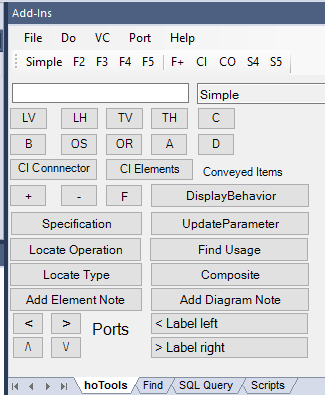 Add-Ins
File Do VC Port Help
Simple F2 F3 F4 F5 F+ CI CO S4 S5
Simple
LV LH TV TH C
B OS OR A D
CI Connnector CI Elements Conveyed Items
+ - F DisplayBehavior
Specification UpdateParameter
Locate Operation Find Usage
Locate Type Composite
Add Element Note Add Diagram Note
< > Ports < Label left
/\ \/ > Label right
hoTools Find SQL Query Scripts